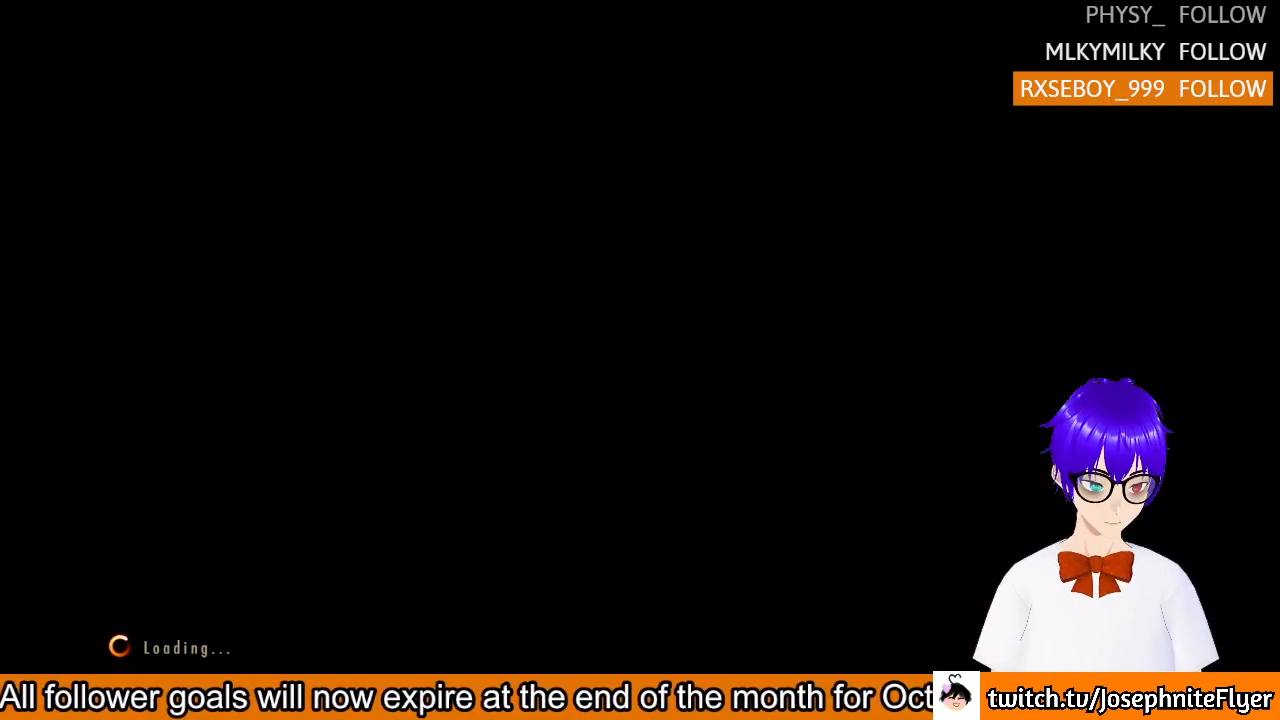 PHYSY_ FOLLOW
MLKYMILKY FOLLOW
RXSEBOY_999 FOLLOW
Loading...
All follower goals will now expire at the end of the month for Oct
twitch.tv/JosephniteFlyer